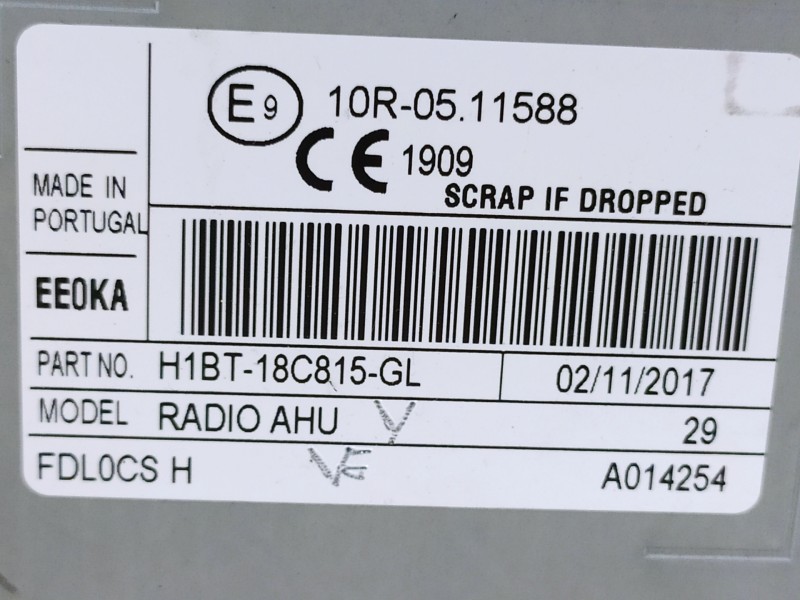 E9 10R-05.11588
CE 1909
SCRAP IF DROPPED
MADE IN
PORTUGAL
EE0KA
PART NO. H1BT-18C815-GL 02/11/2017
MODEL RADIO AHU Y 29
FDL0CS H VE A014254